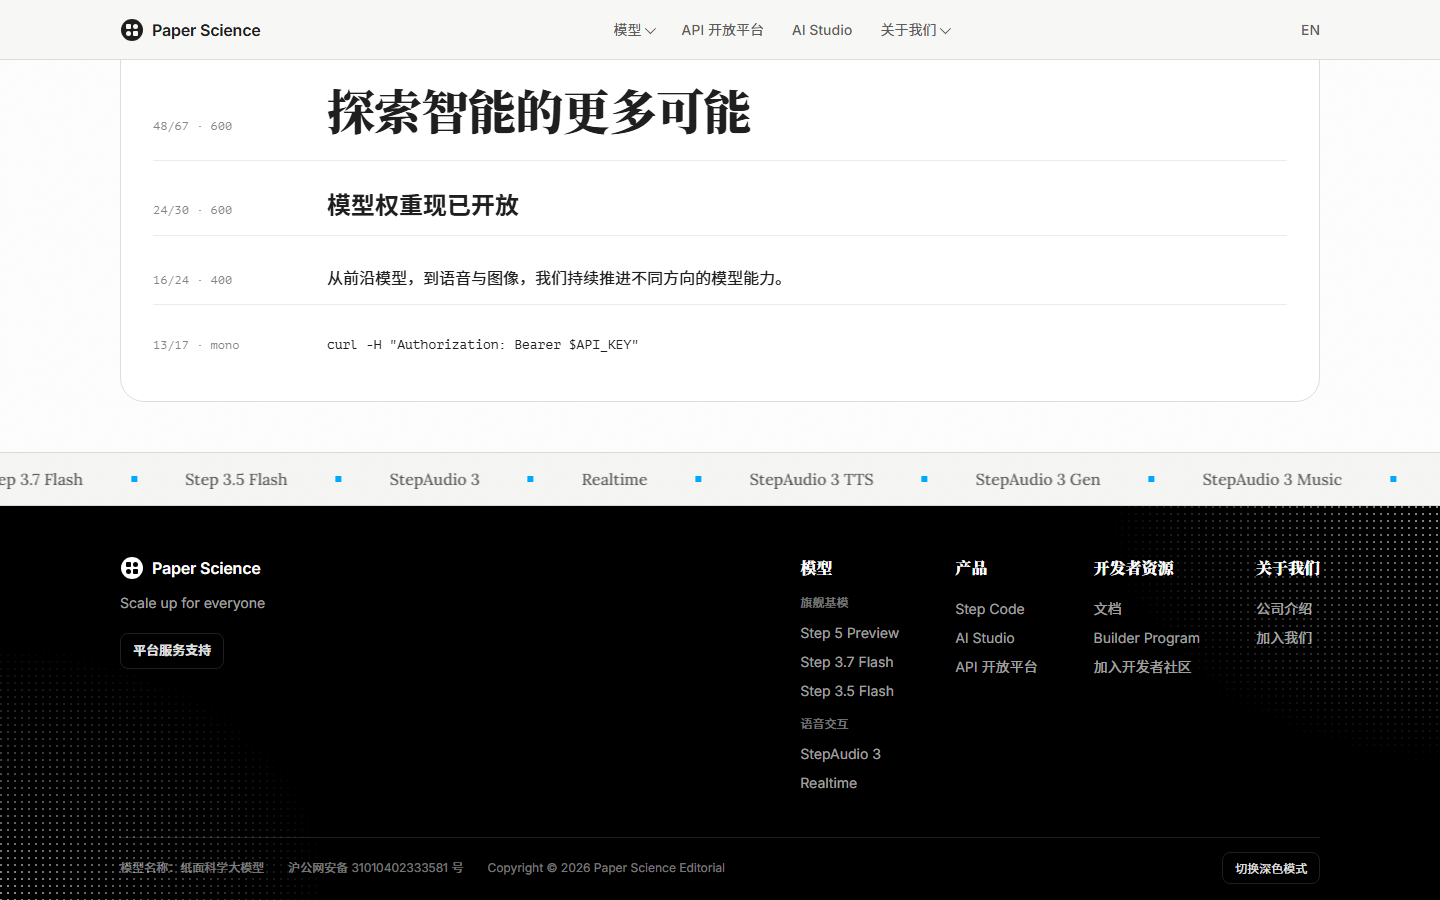 Paper Science
模型
API 开放平台
AI Studio
关于我们
EN
48/67 · 600
探索智能的更多可能
24/30 · 600
模型权重现已开放
16/24 · 400
从前沿模型，到语音与图像，我们持续推进不同方向的模型能力。
13/17 · mono
curl -H "Authorization: Bearer $API_KEY"
ep 3.7 Flash
Step 3.5 Flash
StepAudio 3
Realtime
StepAudio 3 TTS
StepAudio 3 Gen
StepAudio 3 Music
Paper Science
Scale up for everyone
平台服务支持
模型
旗舰基模
Step 5 Preview
Step 3.7 Flash
Step 3.5 Flash
语音交互
StepAudio 3
Realtime
产品
Step Code
AI Studio
API 开放平台
开发者资源
文档
Builder Program
加入开发者社区
关于我们
公司介绍
加入我们
模型名称：纸面科学大模型
沪公网安备 31010402333581 号
Copyright © 2026 Paper Science Editorial
切换深色模式